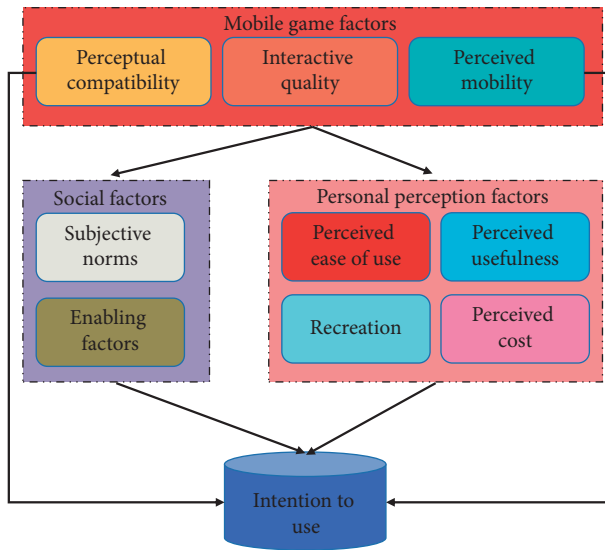 Mobile game factors
Perceptual
compatibility
Interactive
quality
Perceived
mobility
Social factors
Subjective
norms
Enabling
factors
Personal perception factors
Perceived
ease of use
Perceived
usefulness
Recreation
Perceived
cost
Intention to
use